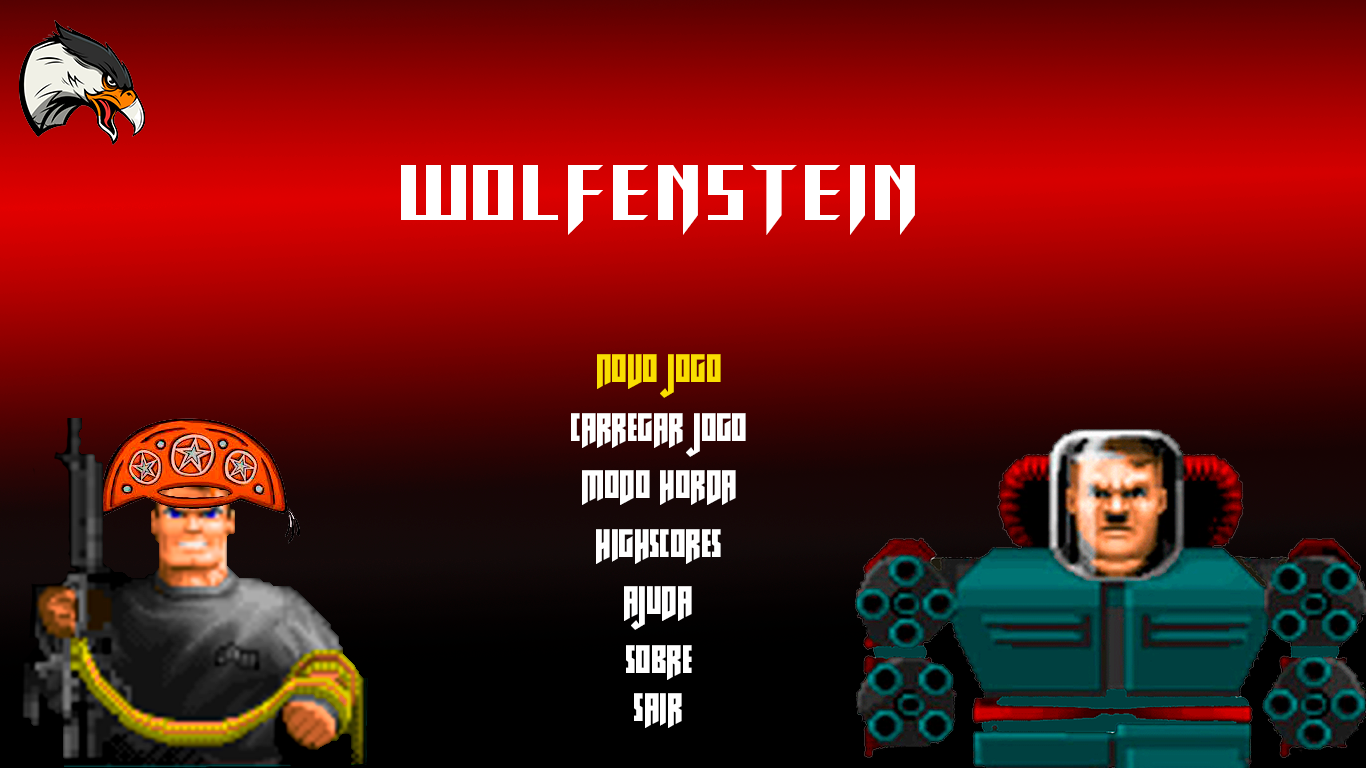 WOLFENSTEIN
NOVO JOGO
CARREGAR JOGO
MODO HORDA
HIGHSCORES
AJUDA
SOBRE
SAIR